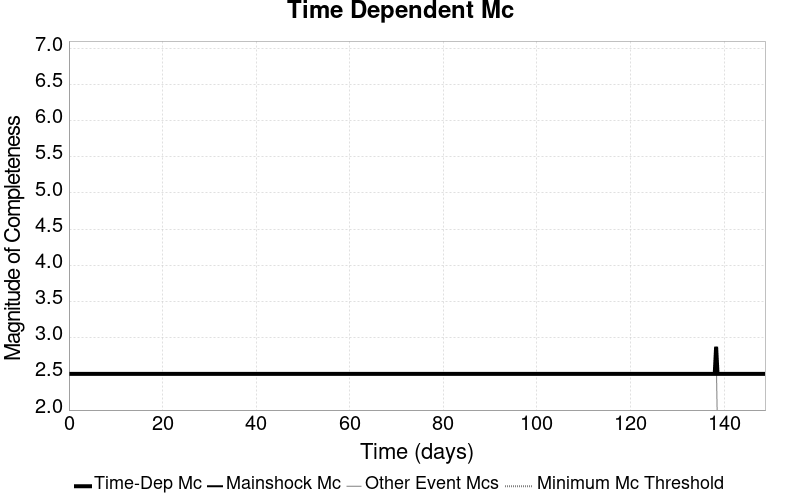 Time Dependent Mc
7.0
6.5
6.0
5.5
5.0
4.5
4.0
3.5
3.0
2.5
2.0
Magnitude of Completeness
0 20 40 60 80 100 120 140
Time (days)
Time-Dep Mc Mainshock Mc Other Event Mcs Minimum Mc Threshold